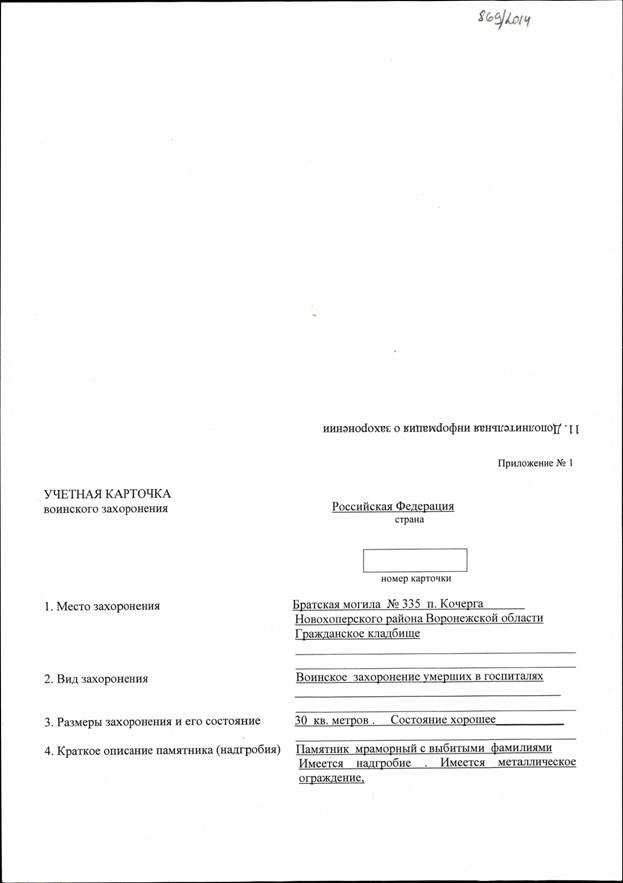 869/2014
11. Дополнительная информация о захоронении
Приложение № 1
УЧЕТНАЯ КАРТОЧКА
воинского захоронения
Российская Федерация
страна
номер карточки
1. Место захоронения
Братская могила № 335 п. Кочерга
Новохоперского района Воронежской области
Гражданское кладбище
2. Вид захоронения
Воинское захоронение умерших в госпиталях
3. Размеры захоронения и его состояние
30 кв. метров . Состояние хорошее
4. Краткое описание памятника (надгробия)
Памятник мраморный с выбитыми фамилиями
Имеется надгробие . Имеется металлическое
ограждение,